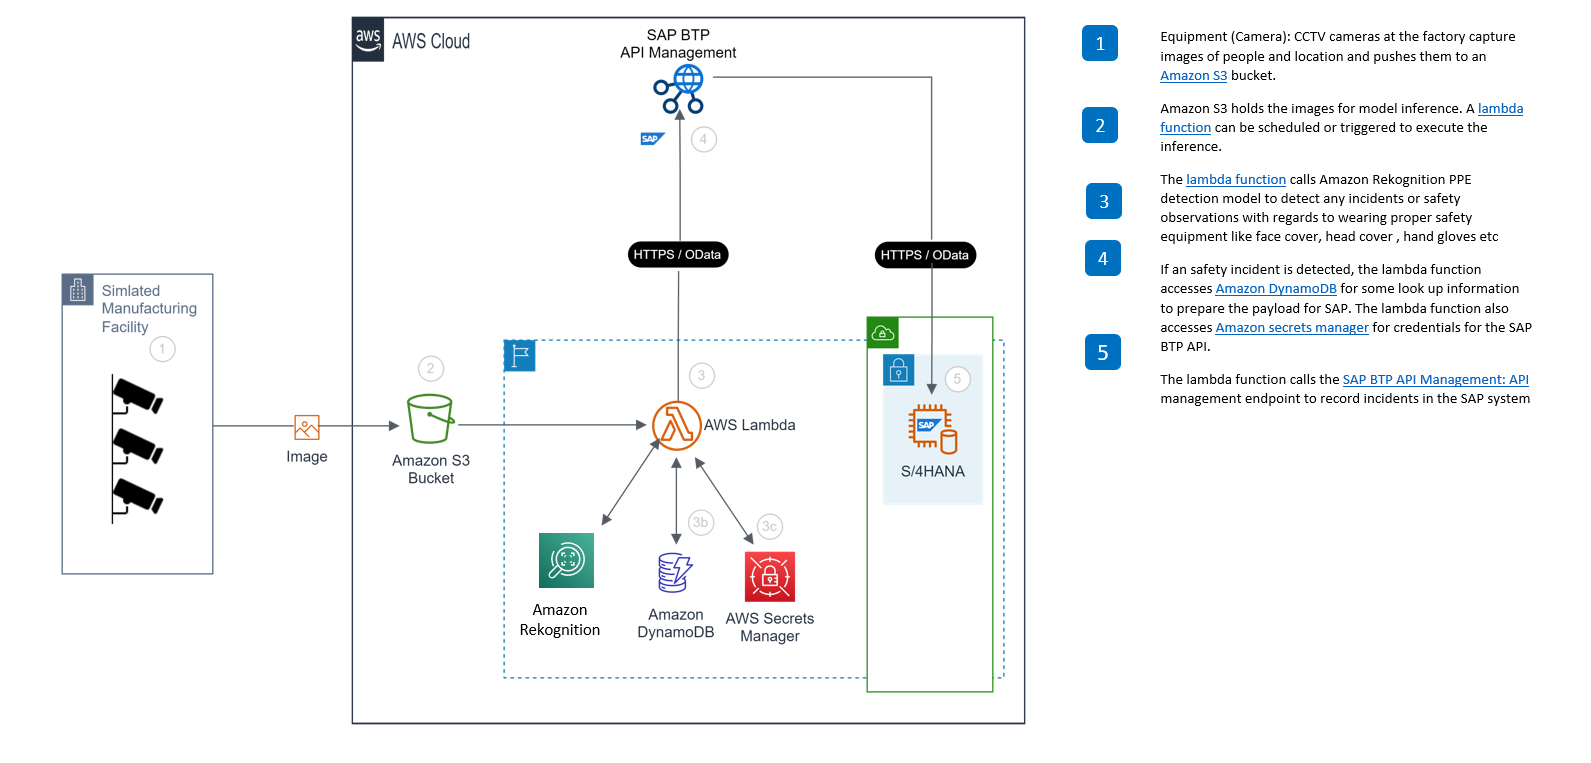 aws
AWS Cloud
SAP BTP
API Management
SAP
4
HTTPS / OData
HTTPS / OData
Simlated
Manufacturing
Facility
1
Image
2
Amazon S3
Bucket
3
AWS Lambda
5
SAP
S/4HANA
3b
3c
Amazon
Rekognition
Amazon
DynamoDB
AWS Secrets
Manager
1
Equipment (Camera): CCTV cameras at the factory capture
images of people and location and pushes them to an
Amazon S3 bucket.
2
Amazon S3 holds the images for model inference. A lambda
function can be scheduled or triggered to execute the
inference.
3
The lambda function calls Amazon Rekognition PPE
detection model to detect any incidents or safety
observations with regards to wearing proper safety
equipment like face cover, head cover , hand gloves etc
4
If an safety incident is detected, the lambda function
accesses Amazon DynamoDB for some look up information
to prepare the payload for SAP. The lambda function also
accesses Amazon secrets manager for credentials for the SAP
BTP API.
5
The lambda function calls the SAP BTP API Management: API
management endpoint to record incidents in the SAP system